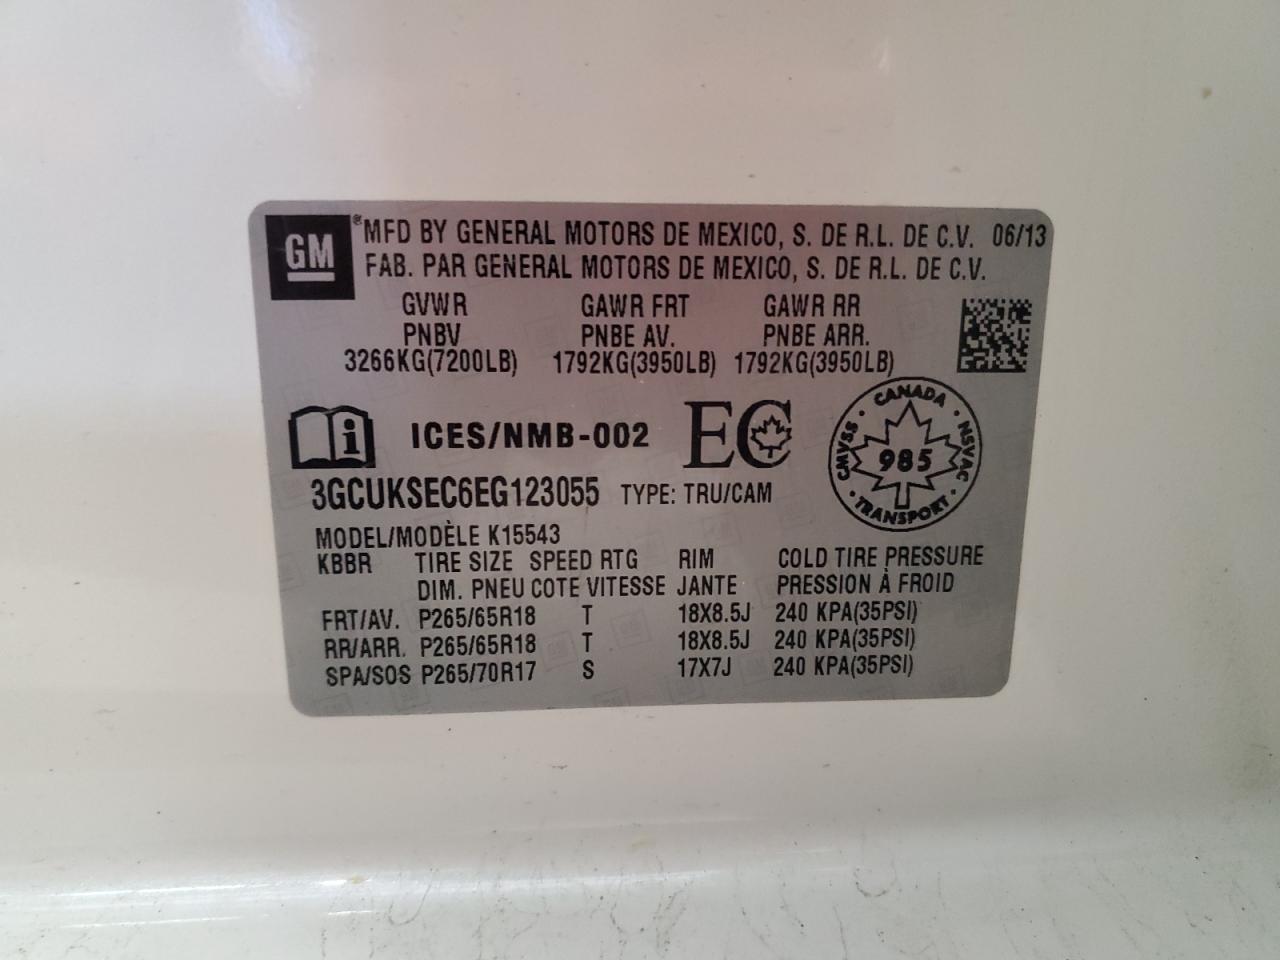 GM ® MFD BY GENERAL MOTORS DE MEXICO, S. DE R.L. DE C.V. 06/13
FAB. PAR GENERAL MOTORS DE MEXICO, S. DE R.L. DE C.V.
GVWR GAWR FRT GAWR RR
PNBV PNBE AV. PNBE ARR.
3266KG(7200LB) 1792KG(3950LB) 1792KG(3950LB)
ICES/NMB-002 EC
CANADA
CMVSS 985 NSVAC
TRANSPORT
3GCUKSEC6EG123055 TYPE: TRU/CAM
MODEL/MODÈLE K15543
KBBR TIRE SIZE SPEED RTG RIM COLD TIRE PRESSURE
DIM. PNEU COTE VITESSE JANTE PRESSION À FROID
FRT/AV. P265/65R18 T 18X8.5J 240 KPA(35PSI)
RR/ARR. P265/65R18 T 18X8.5J 240 KPA(35PSI)
SPA/SOS P265/70R17 S 17X7J 240 KPA(35PSI)